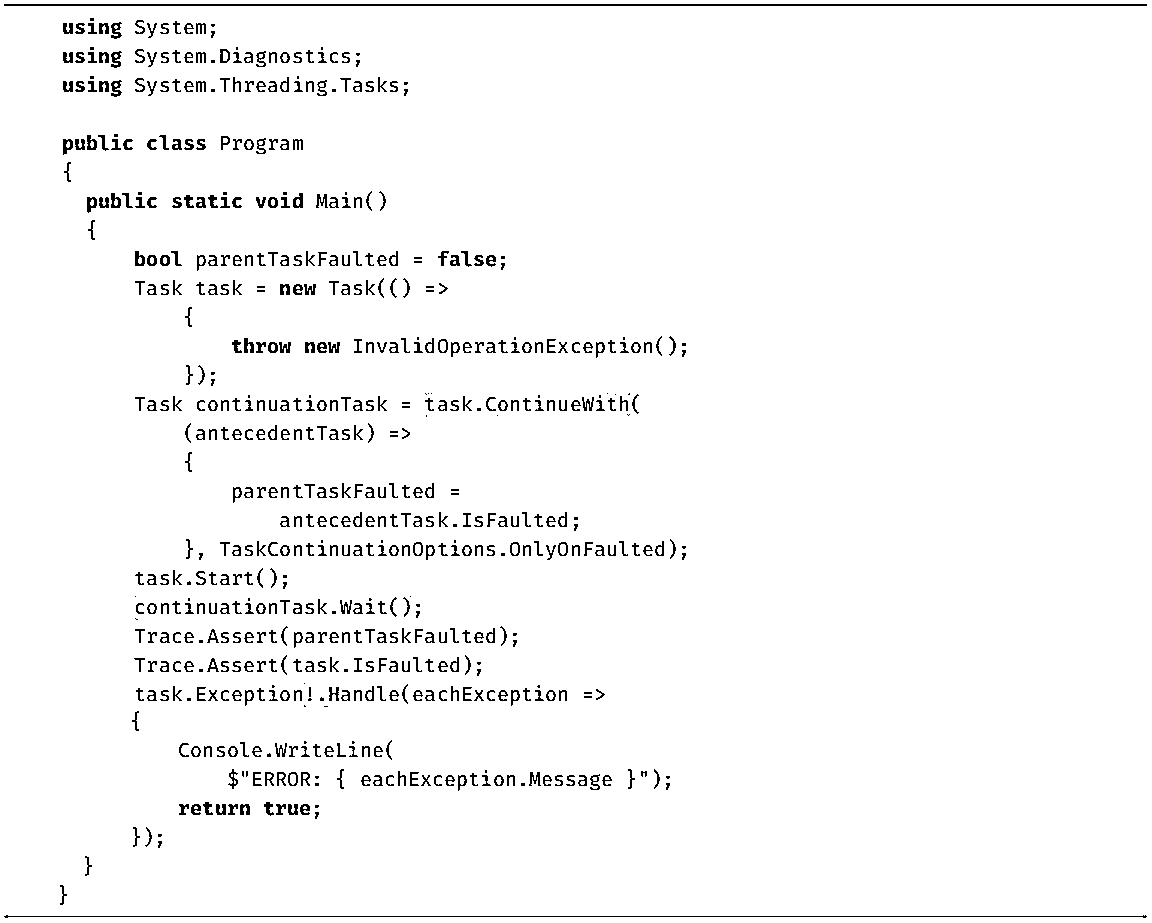 using System;
using System.Diagnostics;
using System.Threading.Tasks;

public class Program
{
  public static void Main()
  {
      bool parentTaskFaulted = false;
      Task task = new Task(() =>
          {
              throw new InvalidOperationException();
          });
      Task continuationTask = task.ContinueWith(
          (antecedentTask) =>
          {
              parentTaskFaulted =
                  antecedentTask.IsFaulted;
          }, TaskContinuationOptions.OnlyOnFaulted);
      task.Start();
      continuationTask.Wait();
      Trace.Assert(parentTaskFaulted);
      Trace.Assert(task.IsFaulted);
      task.Exception!.Handle(eachException =>
      {
          Console.WriteLine(
              $"ERROR: { eachException.Message }");
          return true;
      });
  }
}